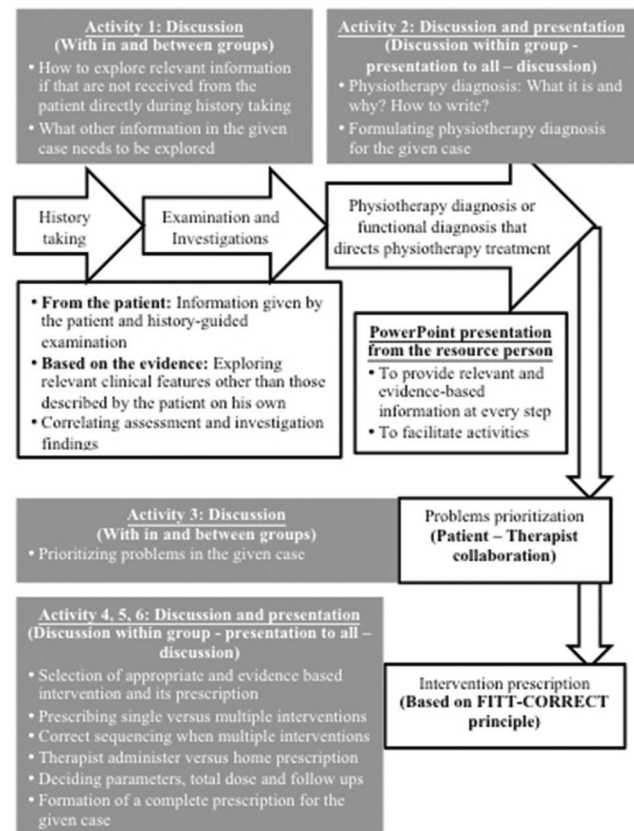 Activity 1: Discussion
(With in and between groups)
• How to explore relevant information
if that are not received from the
patient directly during history taking
• What other information in the given
case needs to be explored
Activity 2: Discussion and presentation
(Discussion within group -
presentation to all – discussion)
• Physiotherapy diagnosis: What it is and
why? How to write?
• Formulating physiotherapy diagnosis
for the given case
History
taking
Examination and
Investigations
Physiotherapy diagnosis or
functional diagnosis that
directs physiotherapy treatment
• From the patient: Information given by
the patient and history-guided
examination
• Based on the evidence: Exploring
relevant clinical features other than those
described by the patient on his own
• Correlating assessment and investigation
findings
PowerPoint presentation
from the resource person
• To provide relevant and
evidence-based
information at every step
• To facilitate activities
Activity 3: Discussion
(With in and between groups)
• Prioritizing problems in the given case
Problems prioritization
(Patient – Therapist
collaboration)
Activity 4, 5, 6: Discussion and presentation
(Discussion within group - presentation to all –
discussion)
• Selection of appropriate and evidence based
intervention and its prescription
• Prescribing single versus multiple interventions
• Correct sequencing when multiple interventions
• Therapist administer versus home prescription
• Deciding parameters, total dose and follow ups
• Formation of a complete prescription for the
given case
Intervention prescription
(Based on FITT-CORRECT
principle)